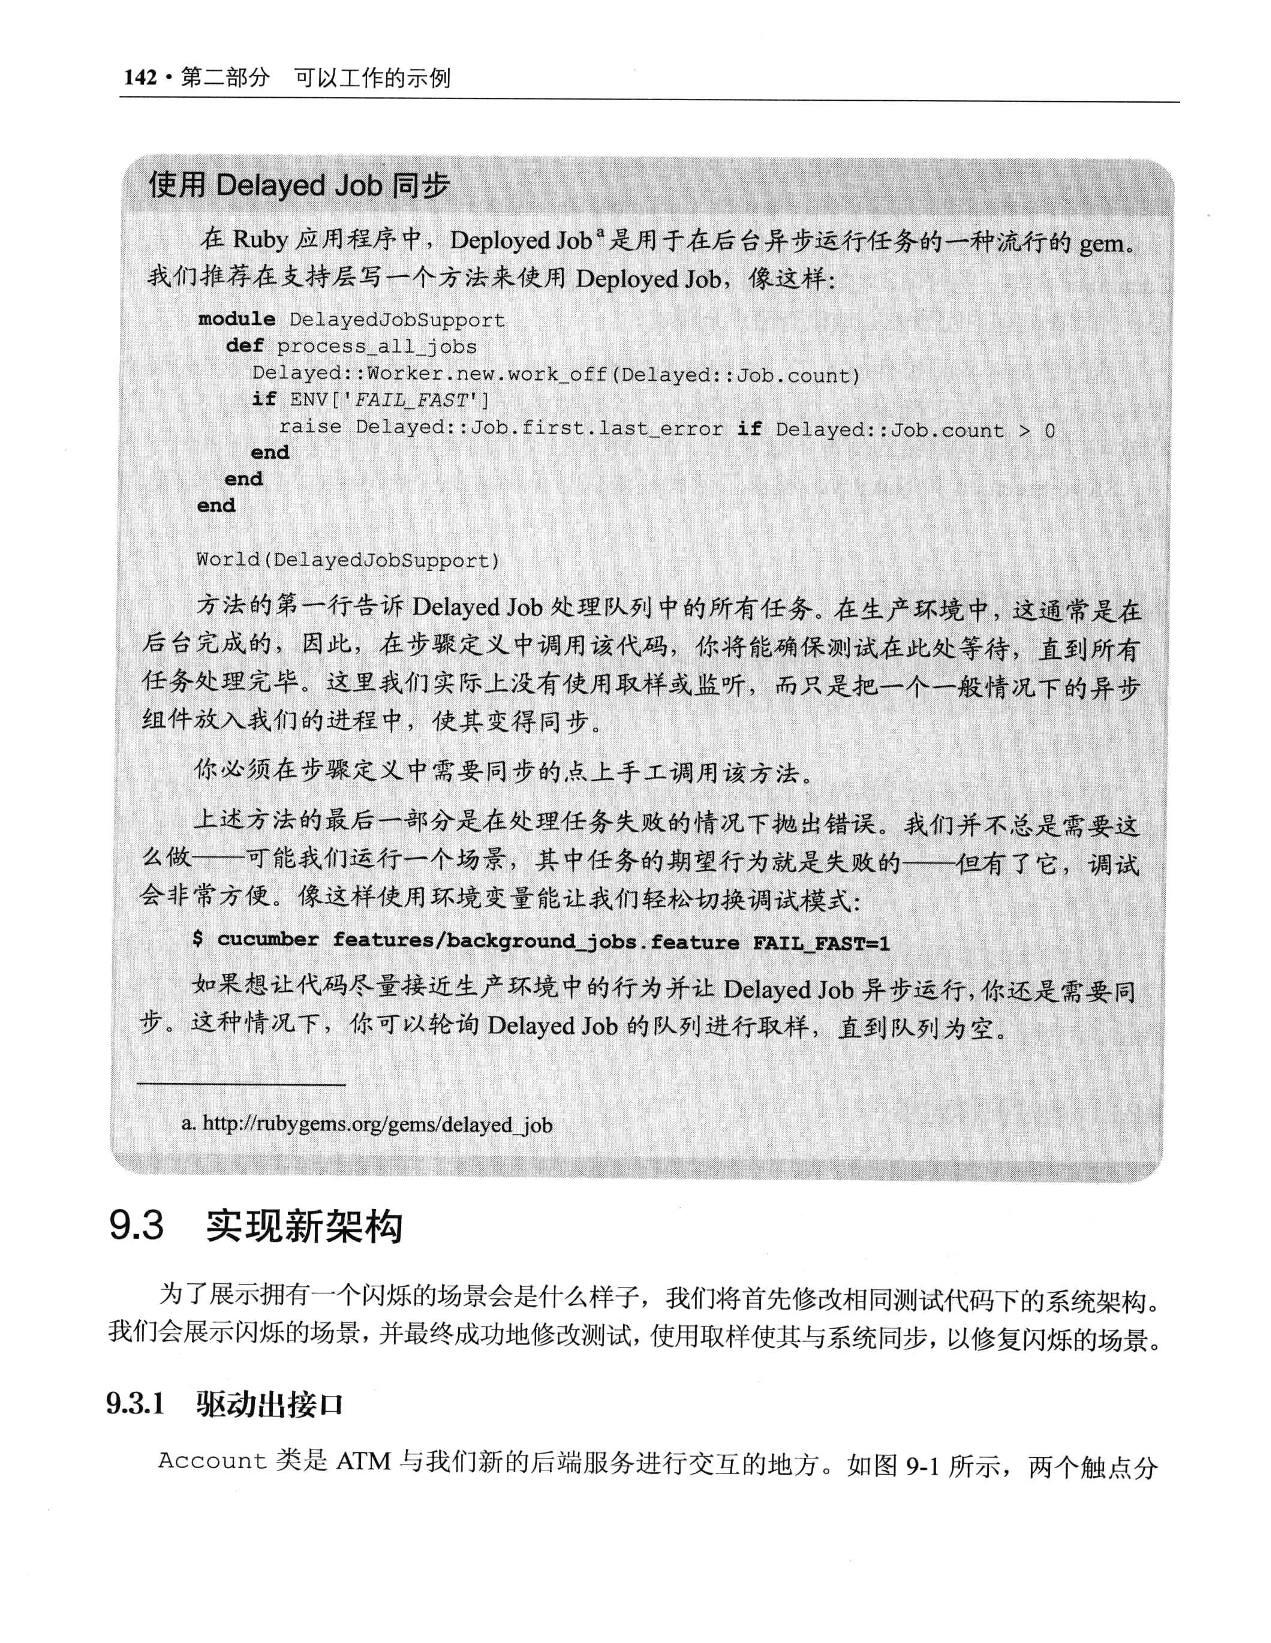 142·第二部分 可以工作的示例
使用 Delayed Job 同步
在 Ruby 应用程序中，Deployed Job a 是用于在后台异步运行任务的一种流行的 gem。
我们推荐在支持层写一个方法来使用 Deployed Job，像这样：
module DelayedJobSupport
def process_all_jobs
Delayed::Worker.new.work_off(Delayed::Job.count)
if ENV['FAIL_FAST']
raise Delayed::Job.first.last_error if Delayed::Job.count > 0
end
end
end
World(DelayedJobSupport)
方法的第一行告诉 Delayed Job 处理队列中的所有任务。在生产环境中，这通常是在
后台完成的，因此，在步骤定义中调用该代码，你将能确保测试在此处等待，直到所有
任务处理完毕。这里我们实际上没有使用取样或监听，而只是把一个一般情况下的异步
组件放入我们的进程中，使其变得同步。
你必须在步骤定义中需要同步的点上手工调用该方法。
上述方法的最后一部分是在处理任务失败的情况下抛出错误。我们并不总是需要这
么做——可能我们运行一个场景，其中任务的期望行为就是失败的——但有了它，调试
会非常方便。像这样使用环境变量能让我们轻松切换调试模式：
$ cucumber features/background_jobs.feature FAIL_FAST=1
如果想让代码尽量接近生产环境中的行为并让 Delayed Job 异步运行，你还是需要同
步。这种情况下，你可以轮询 Delayed Job 的队列进行取样，直到队列为空。
a. http://rubygems.org/gems/delayed_job
9.3 实现新架构
为了展示拥有一个闪烁的场景会是什么样子，我们将首先修改相同测试代码下的系统架构。
我们会展示闪烁的场景，并最终成功地修改测试，使用取样使其与系统同步，以修复闪烁的场景。
9.3.1 驱动出接口
Account 类是 ATM 与我们新的后端服务进行交互的地方。如图 9-1 所示，两个触点分